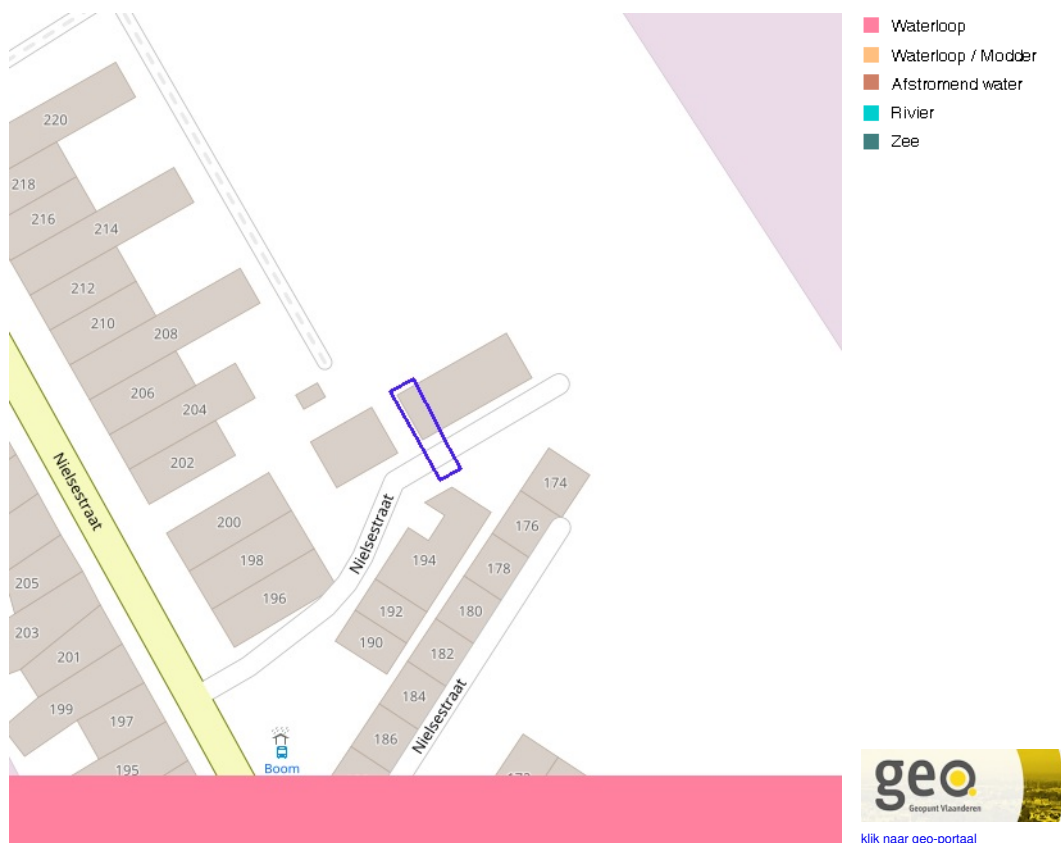 220
218
216
214
212
210
208
206
204
202
Nielsestraat
200
198
196
Nielsestraat
194
192
190
174
176
178
180
182
184
186
Nielsestraat
205
203
201
199
197
195
Boom
Waterloop
Waterloop / Modder
Afstromend water
Rivier
Zee
geo
Geopunt Vlaanderen
klik naar geo-portaal